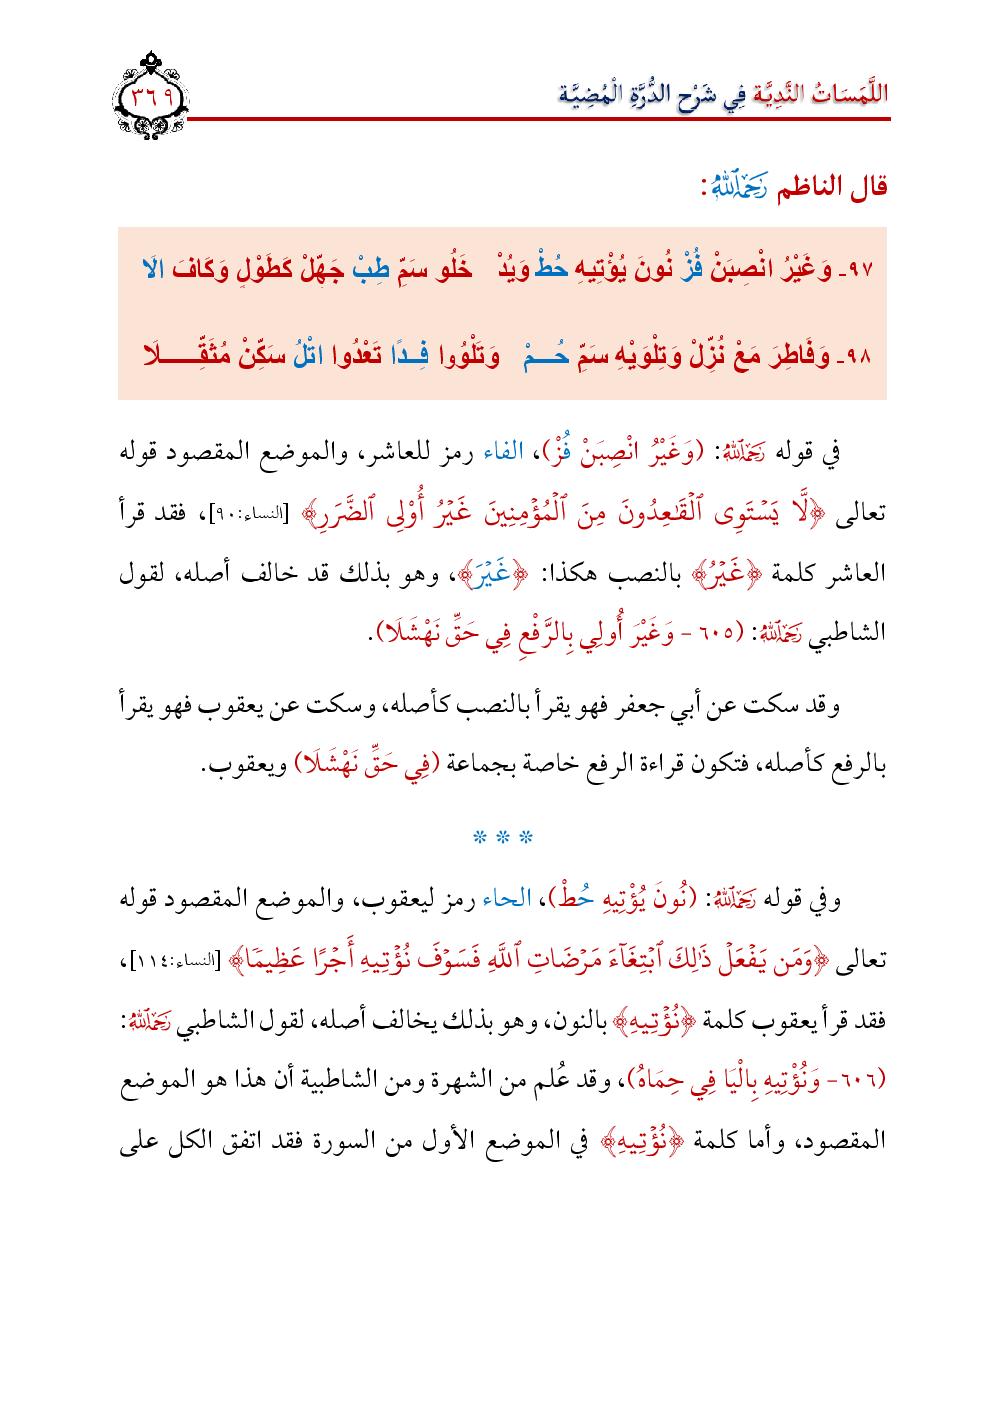 اللَّمَسَاتُ النَّدِيَّة فِي شَرْح الدُّرَّةِ الْمُضِيَّة
٣٦٩
قال الناظم رَحِمَهُ ٱللَّهُ:
٩٧- وَغَيْرُ انْصِبَنْ فُزْ نُونَ يُؤْتِيهِ حُطْ وَيُدْ خَلُو سَمِّ طِبْ جَهِّلْ كَطَوْلٍ وَكَافَ الَا
٩٨- وَفَاطِرَ مَعْ نُزِّلْ وَتِلْوَيْهِ سَمِّ حُـــمْ وَتَلْوُوا فِــدًا تَعْدُوا اتْلُ سَكِّنْ مُثَقِّـــــلَا
في قوله رَحِمَهُ ٱللَّهُ: (وَغَيْرُ انْصِبَنْ فُزْ)، الفاء رمز للعاشر، والموضع المقصود قوله
تعالى ﴿لَّا يَسْتَوِى ٱلْقَٰعِدُونَ مِنَ ٱلْمُؤْمِنِينَ غَيْرُ أُوْلِى ٱلضَّرَرِ﴾ [النساء:٩٠]، فقد قرأ
العاشر كلمة ﴿غَيْرُ﴾ بالنصب هكذا: ﴿غَيْرَ﴾، وهو بذلك قد خالف أصله، لقول
الشاطبي رَحِمَهُ ٱللَّهُ: (٦٠٥ - وَغَيْرَ أُولِي بِالرَّفْعِ فِي حَقِّ نَهْشَلَا).
وقد سكت عن أبي جعفر فهو يقرأ بالنصب كأصله، وسكت عن يعقوب فهو يقرأ
بالرفع كأصله، فتكون قراءة الرفع خاصة بجماعة (فِي حَقِّ نَهْشَلَا) ويعقوب.
* * *
وفي قوله رَحِمَهُ ٱللَّهُ: (نُونَ يُؤْتِيهِ حُطْ)، الحاء رمز ليعقوب، والموضع المقصود قوله
تعالى ﴿وَمَن يَفْعَلْ ذَٰلِكَ ٱبْتِغَآءَ مَرْضَاتِ ٱللَّهِ فَسَوْفَ نُؤْتِيهِ أَجْرًا عَظِيمًا﴾ [النساء:١١٤]،
فقد قرأ يعقوب كلمة ﴿نُؤْتِيهِ﴾ بالنون، وهو بذلك يخالف أصله، لقول الشاطبي رَحِمَهُ ٱللَّهُ:
(٦٠٦- وَنُؤْتِيهِ بِالْيَا فِي حِمَاهُ)، وقد عُلم من الشهرة ومن الشاطبية أن هذا هو الموضع
المقصود، وأما كلمة ﴿نُؤْتِيهِ﴾ في الموضع الأول من السورة فقد اتفق الكل على